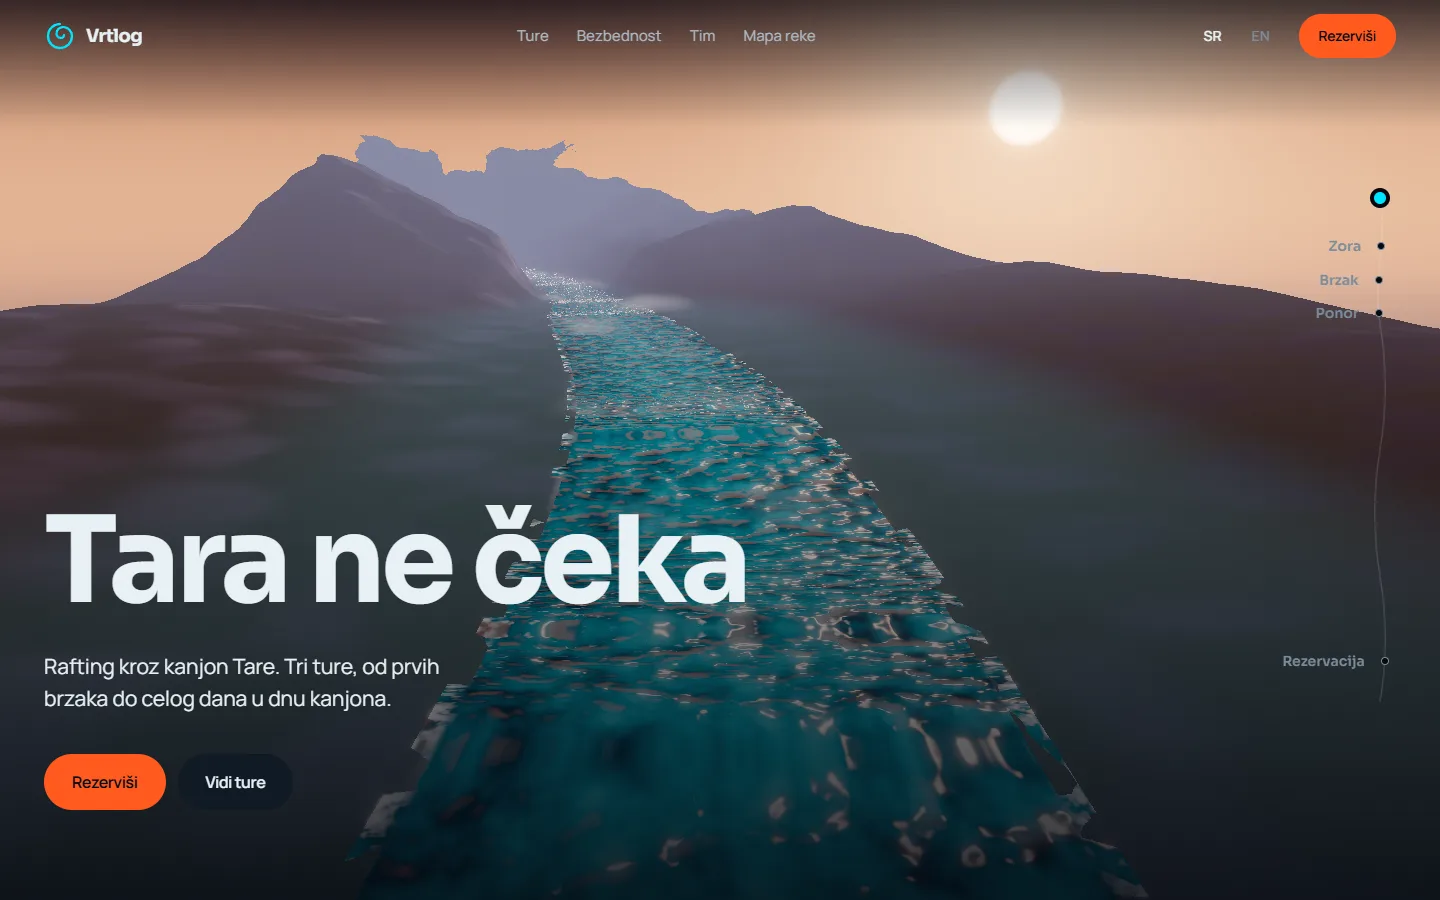 Vrtlog
Ture
Bezbednost
Tim
Mapa reke
SR
EN
Rezerviši
Zora
Brzak
Ponor
Tara ne čeka
Rafting kroz kanjon Tare. Tri ture, od prvih
brzaka do celog dana u dnu kanjona.
Rezervacija
Rezerviši
Vidi ture